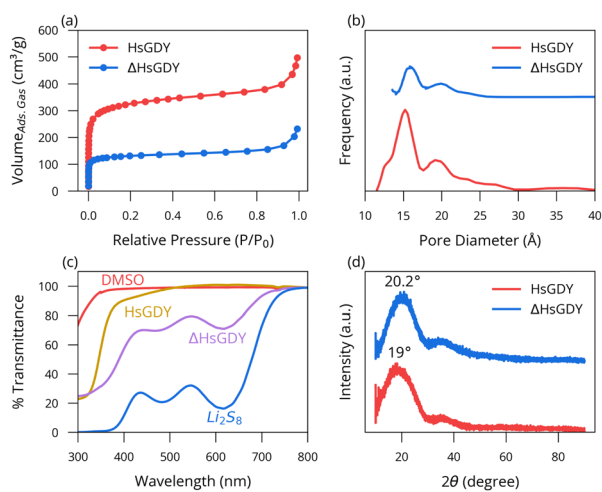 (a)
600
500
400
300
200
100
0
Volume_Ads. Gas (cm³/g)
HsGDY
ΔHsGDY
0.0 0.2 0.4 0.6 0.8 1.0
Relative Pressure (P/P₀)
(b)
Frequency (a.u.)
HsGDY
ΔHsGDY
10 15 20 25 30 35 40
Pore Diameter (Å)
(c)
100
80
60
40
20
0
% Transmittance
DMSO
HsGDY
ΔHsGDY
Li₂S₈
300 400 500 600 700 800
Wavelength (nm)
(d)
Intensity (a.u.)
20.2°
19°
HsGDY
ΔHsGDY
20 40 60 80
2θ (degree)